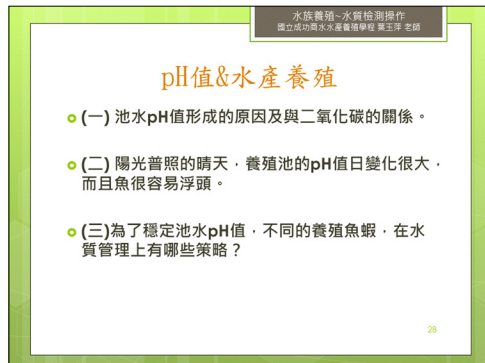 水族養殖~水質檢測操作
國立成功商水水產養殖學程 葉玉萍 老師
pH值&水產養殖
(一) 池水pH值形成的原因及與二氧化碳的關係。
(二) 陽光普照的晴天，養殖池的pH值日變化很大，
而且魚很容易浮頭。
(三)為了穩定池水pH值，不同的養殖魚蝦，在水
質管理上有哪些策略？
28